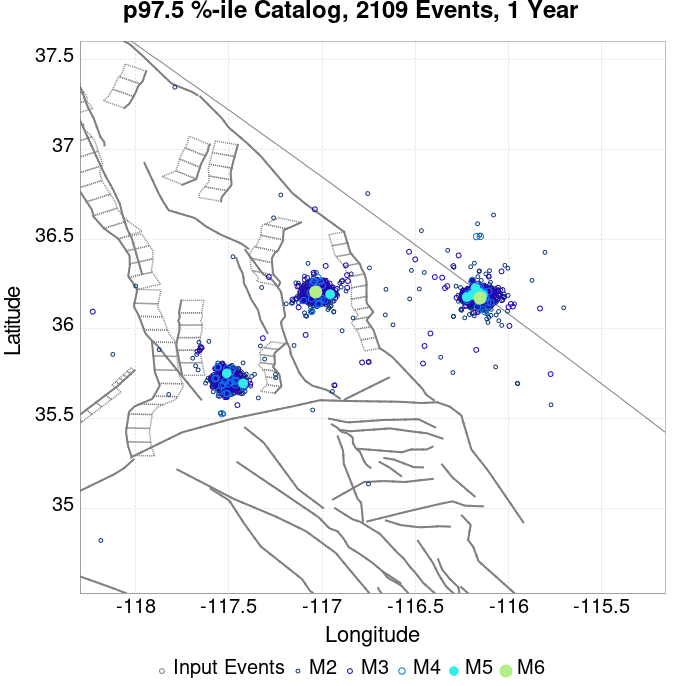 p97.5 %-ile Catalog, 2109 Events, 1 Year
37.5
37
36.5
36
35.5
35
Latitude
-118 -117.5 -117 -116.5 -116 -115.5
Longitude
Input Events M2 M3 M4 M5 M6